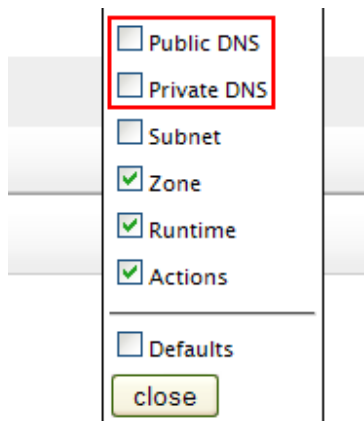 Public DNS
Private DNS
Subnet
Zone
Runtime
Actions
Defaults
close